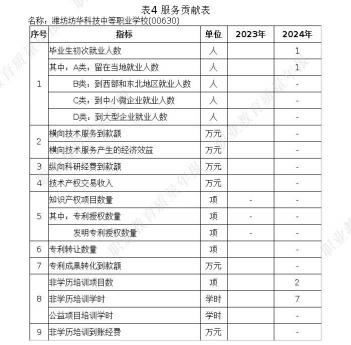 表4 服务贡献表
名称：潍坊纺华科技中等职业学校(00630)
序号 指标 单位 2023年 2024年
1 毕业生初次就业人数 人 1
其中，A类：留在当地就业人数 人 1
B类：到西部和东北地区就业人数 人 -
C类：到中小微企业就业人数 人 -
D类：到大型企业就业人数 人 -
2 横向技术服务到款额 万元 -
横向技术服务产生的经济效益 万元 -
3 纵向科研经费到款额 万元 -
4 技术产权交易收入 万元 -
5 知识产权项目数量 项 - -
其中，专利授权数量 项 - -
发明专利授权数量 项 - -
6 专利转让数量 项 -
7 专利成果转化到款额 万元 -
8 非学历培训项目数 项 2
非学历培训学时 学时 7
公益项目培训学时 学时 -
9 非学历培训到账经费 万元 -